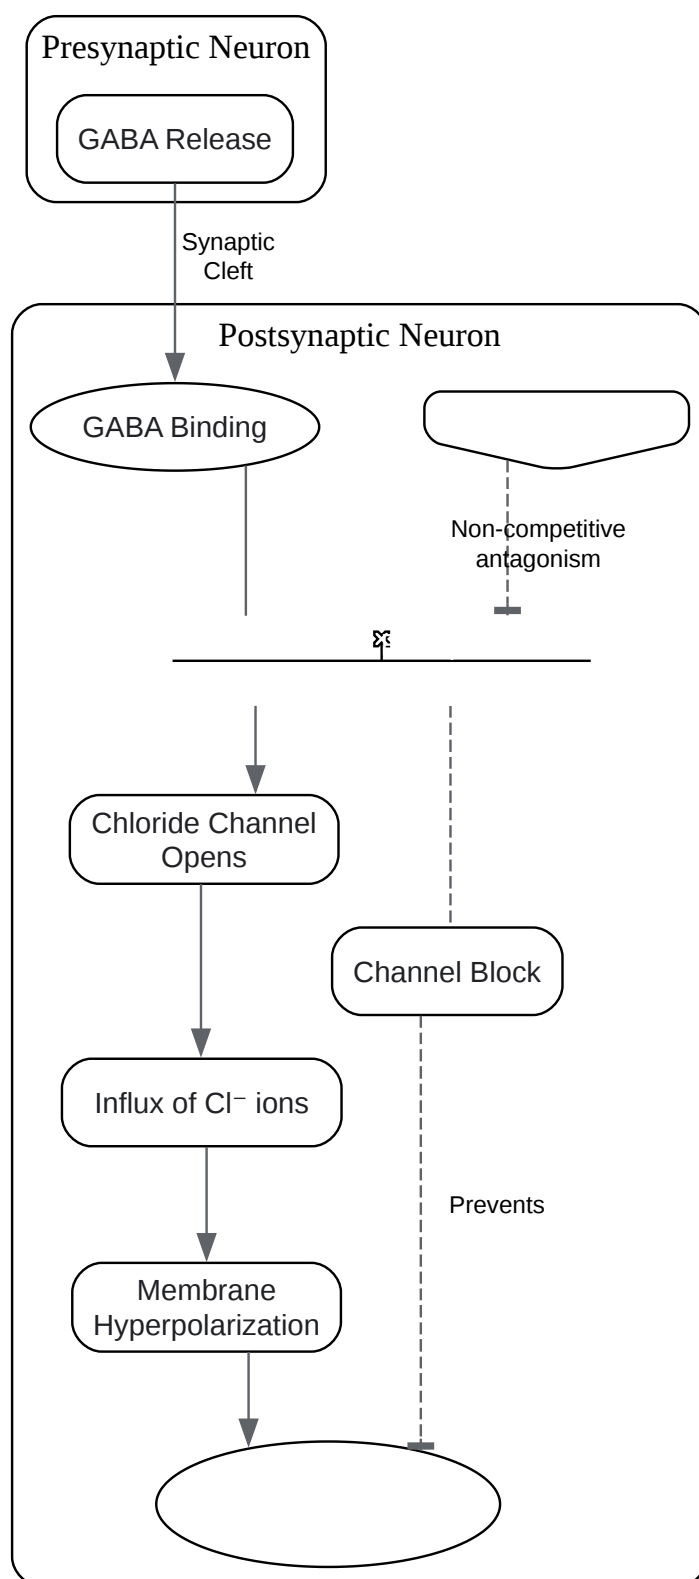 Presynaptic Neuron
GABA Release
Synaptic
Cleft
Postsynaptic Neuron
GABA Binding
Non-competitive
antagonism
Chloride Channel
Opens
Channel Block
Influx of Cl⁻ ions
Prevents
Membrane
Hyperpolarization